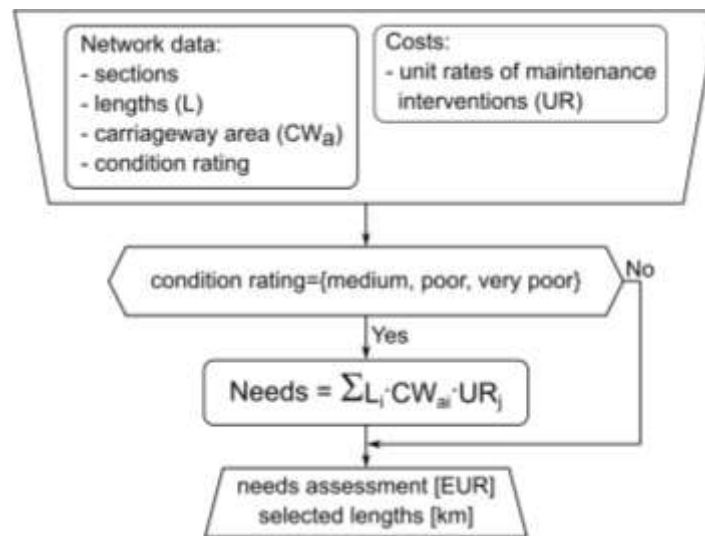 Network data:
- sections
- lengths (L)
- carriageway area (CWa)
- condition rating
Costs:
- unit rates of maintenance
interventions (UR)
condition rating={medium, poor, very poor}
No
Yes
Needs = ∑Li·CWai·URj
needs assessment [EUR]
selected lengths [km]